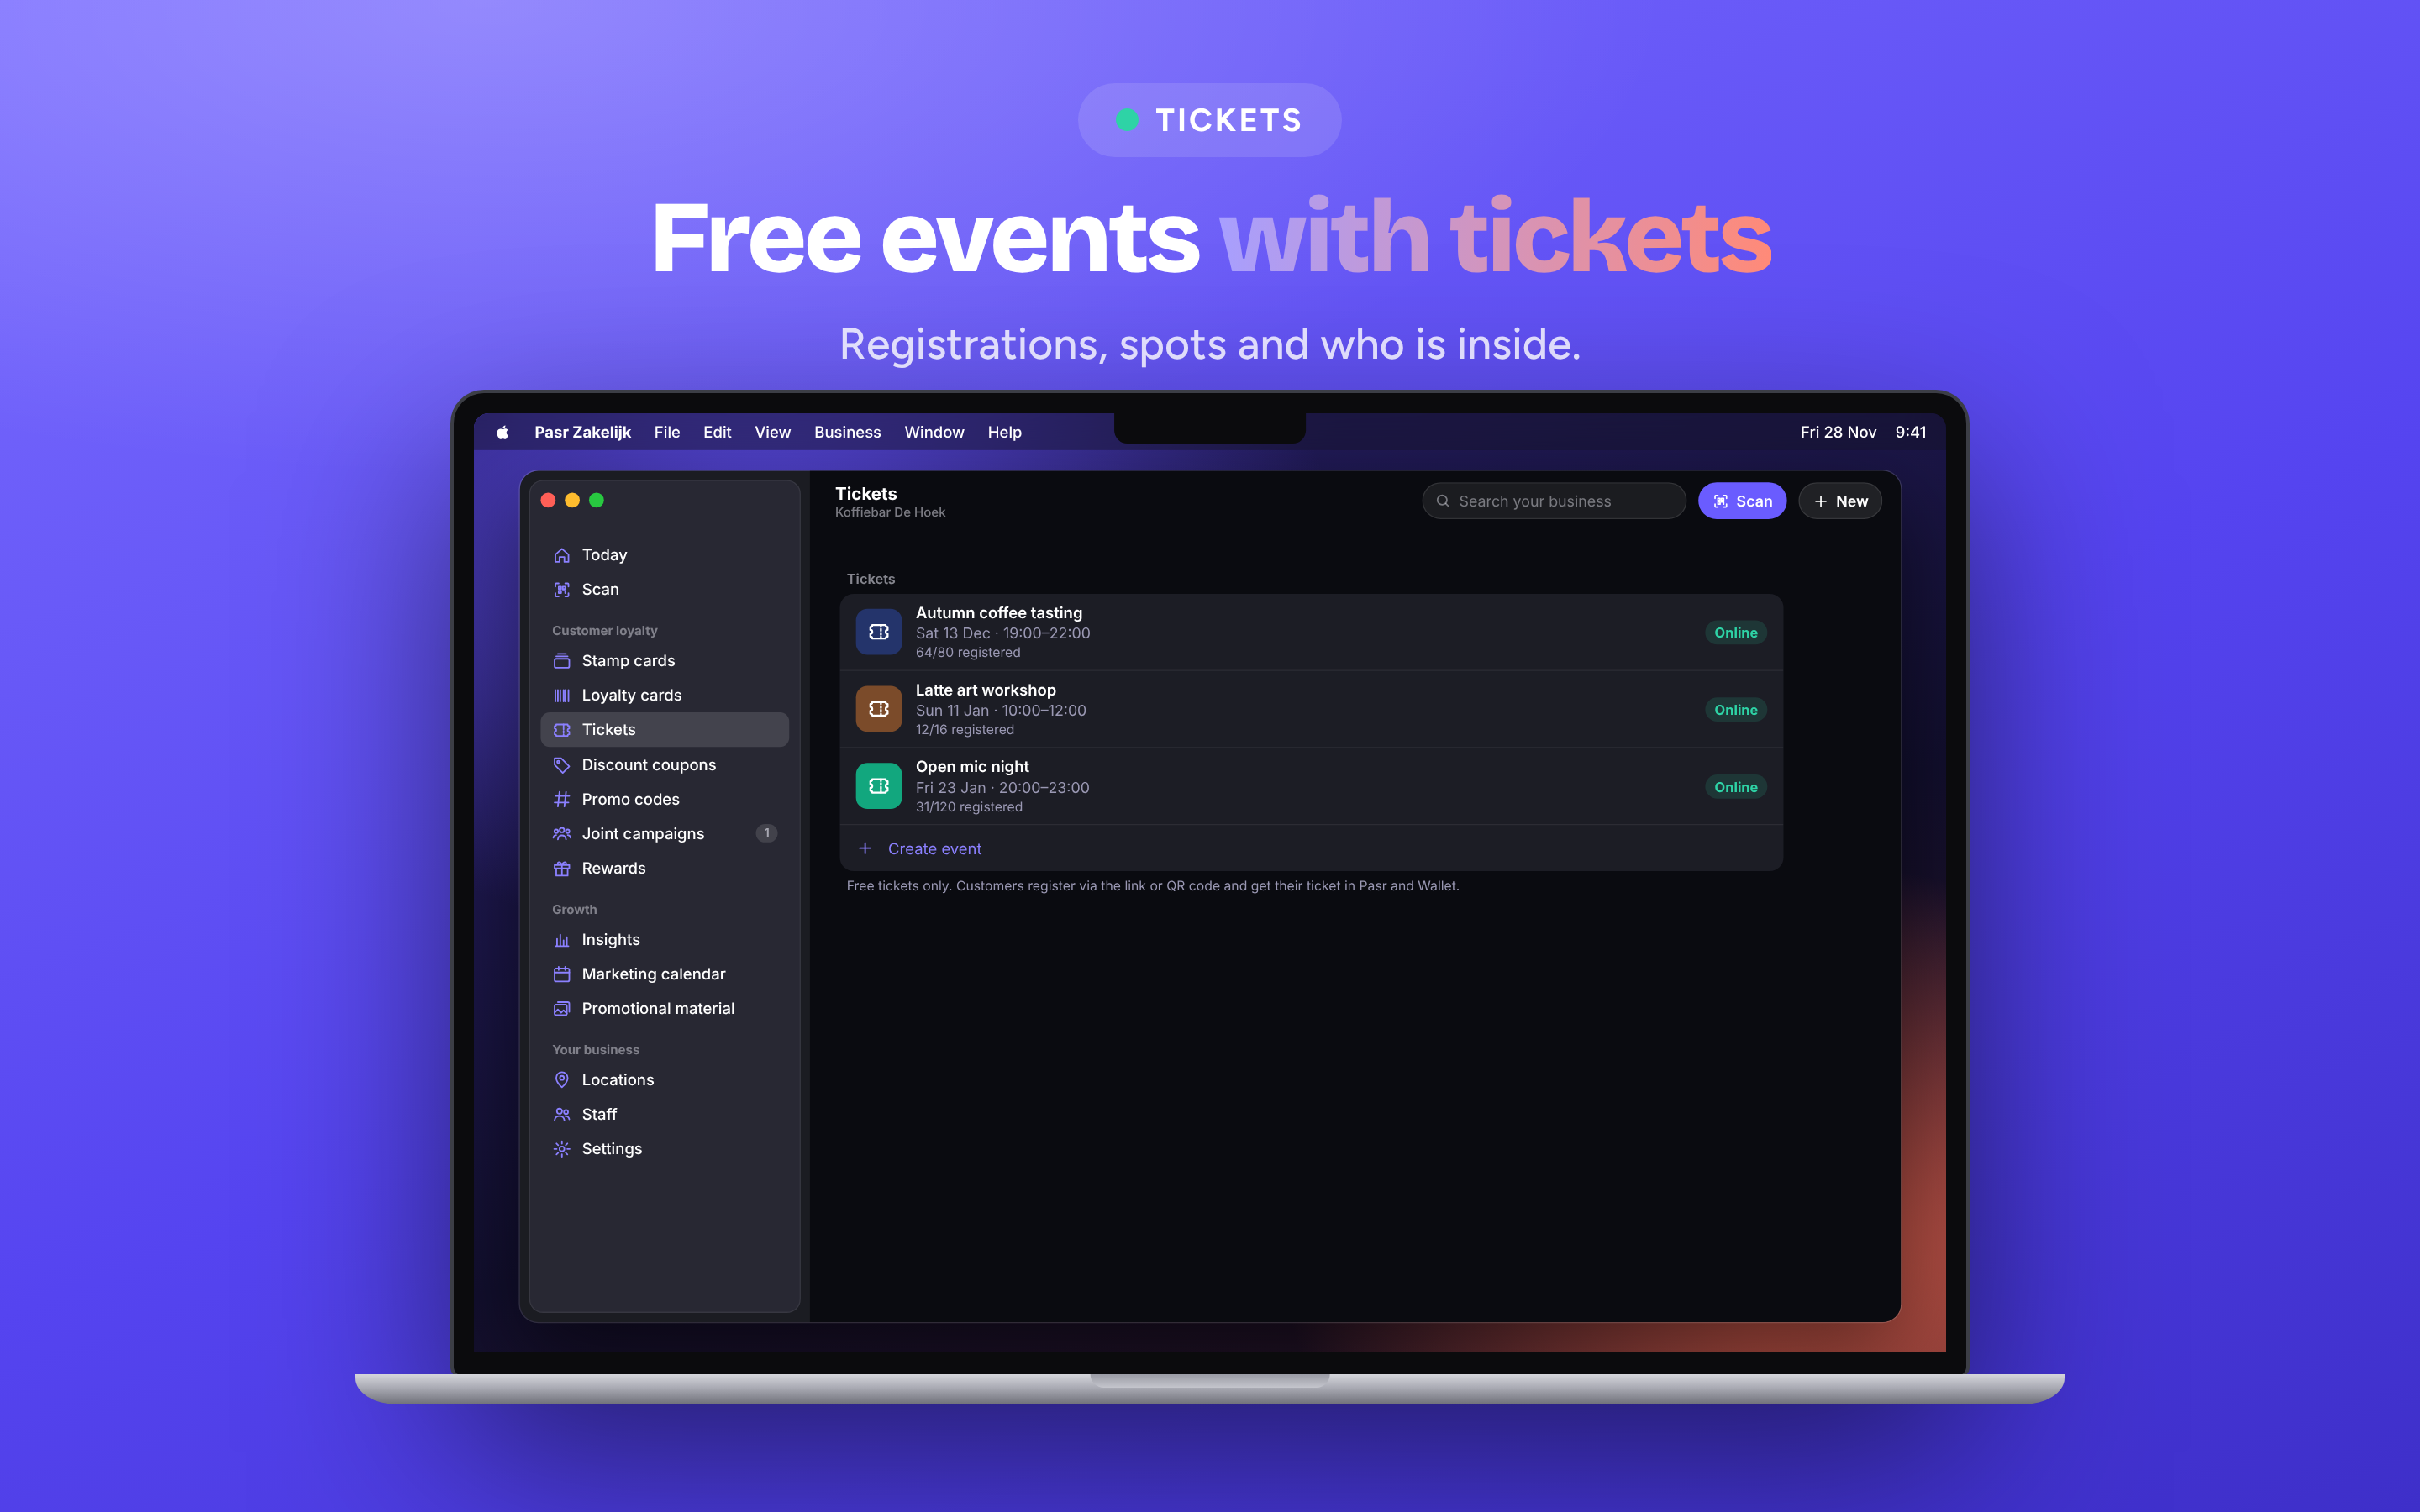 TICKETS
Free events with tickets
Registrations, spots and who is inside.
Pasr Zakelijk File Edit View Business Window Help
Fri 28 Nov 9:41
Today
Scan
Customer loyalty
Stamp cards
Loyalty cards
Tickets
Discount coupons
Promo codes
Joint campaigns 1
Rewards
Growth
Insights
Marketing calendar
Promotional material
Your business
Locations
Staff
Settings
Tickets
Koffiebar De Hoek
Search your business
Scan
New
Tickets
Autumn coffee tasting
Sat 13 Dec · 19:00–22:00
64/80 registered
Online
Latte art workshop
Sun 11 Jan · 10:00–12:00
12/16 registered
Online
Open mic night
Fri 23 Jan · 20:00–23:00
31/120 registered
Online
Create event
Free tickets only. Customers register via the link or QR code and get their ticket in Pasr and Wallet.